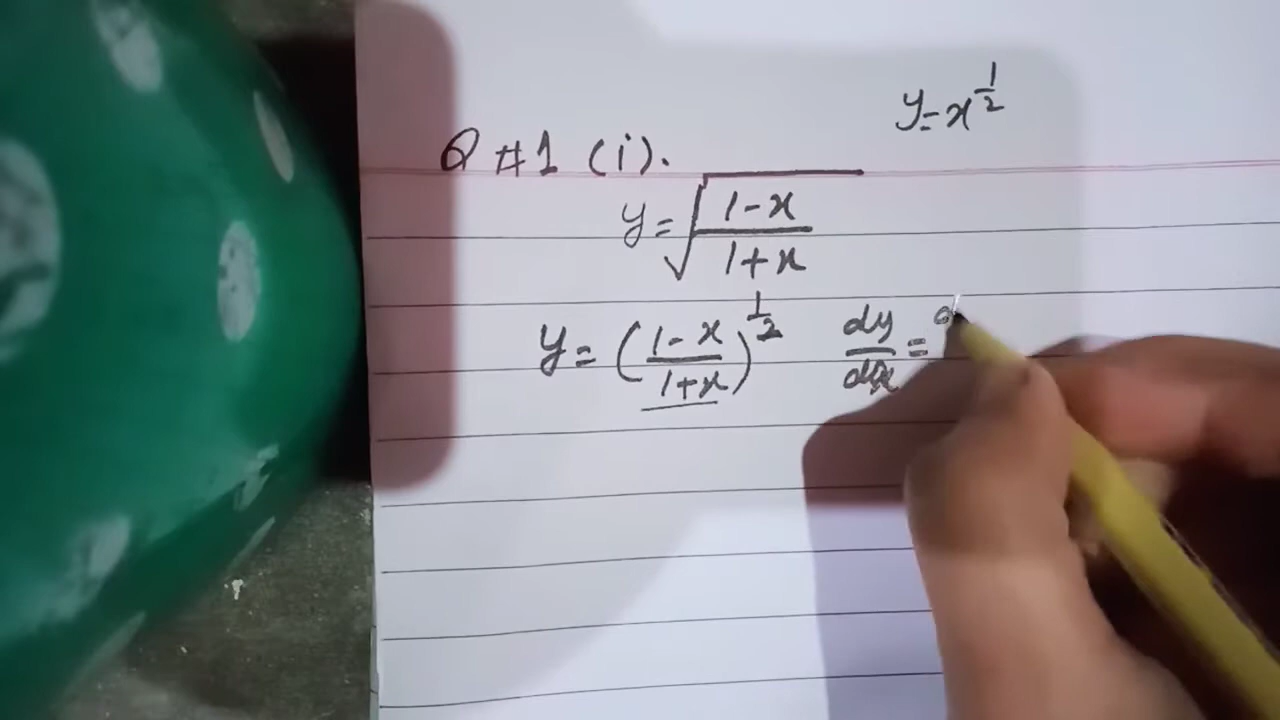 y=x^{1/2}
Q #1 (i).
y=√((1-x)/(1+x))
y=((1-x)/(1+x))^{1/2} dy/dx=